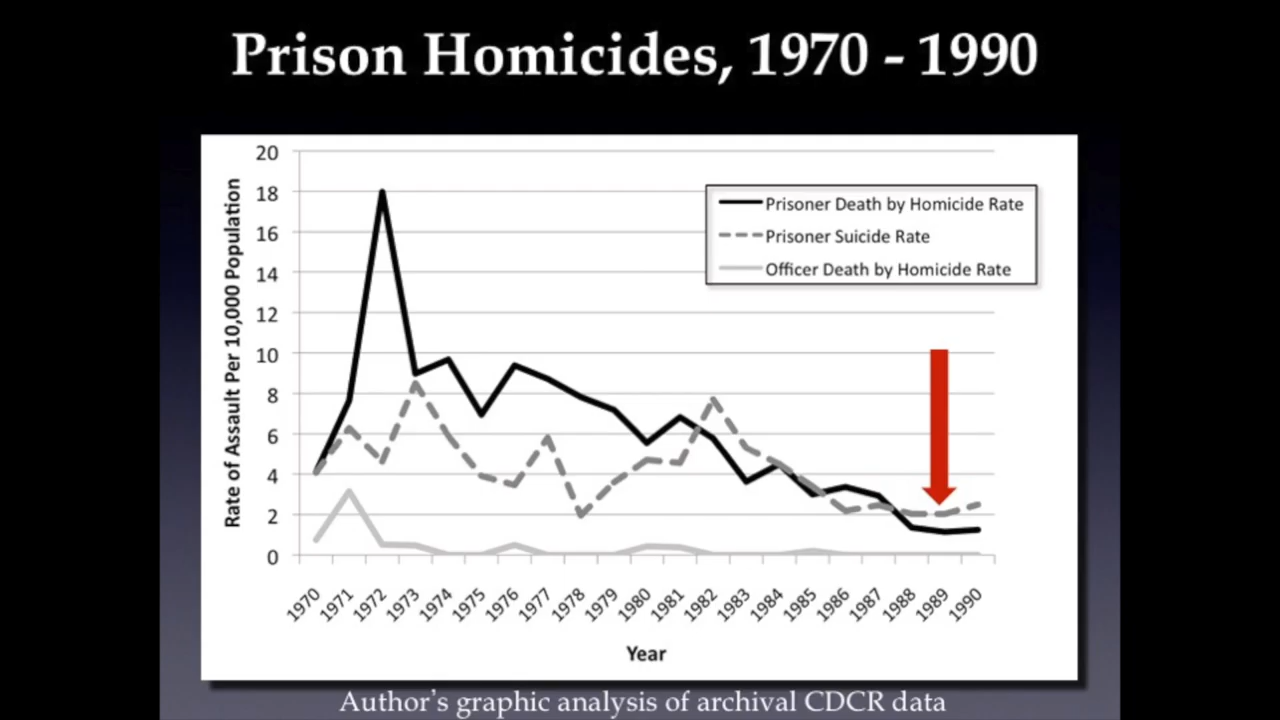 Prison Homicides, 1970 - 1990
20
18
16
14
12
10
8
6
4
2
0
Rate of Assault Per 10,000 Population
Prisoner Death by Homicide Rate
Prisoner Suicide Rate
Officer Death by Homicide Rate
1970 1971 1972 1973 1974 1975 1976 1977 1978 1979 1980 1981 1982 1983 1984 1985 1986 1987 1988 1989 1990
Year
Author's graphic analysis of archival CDCR data